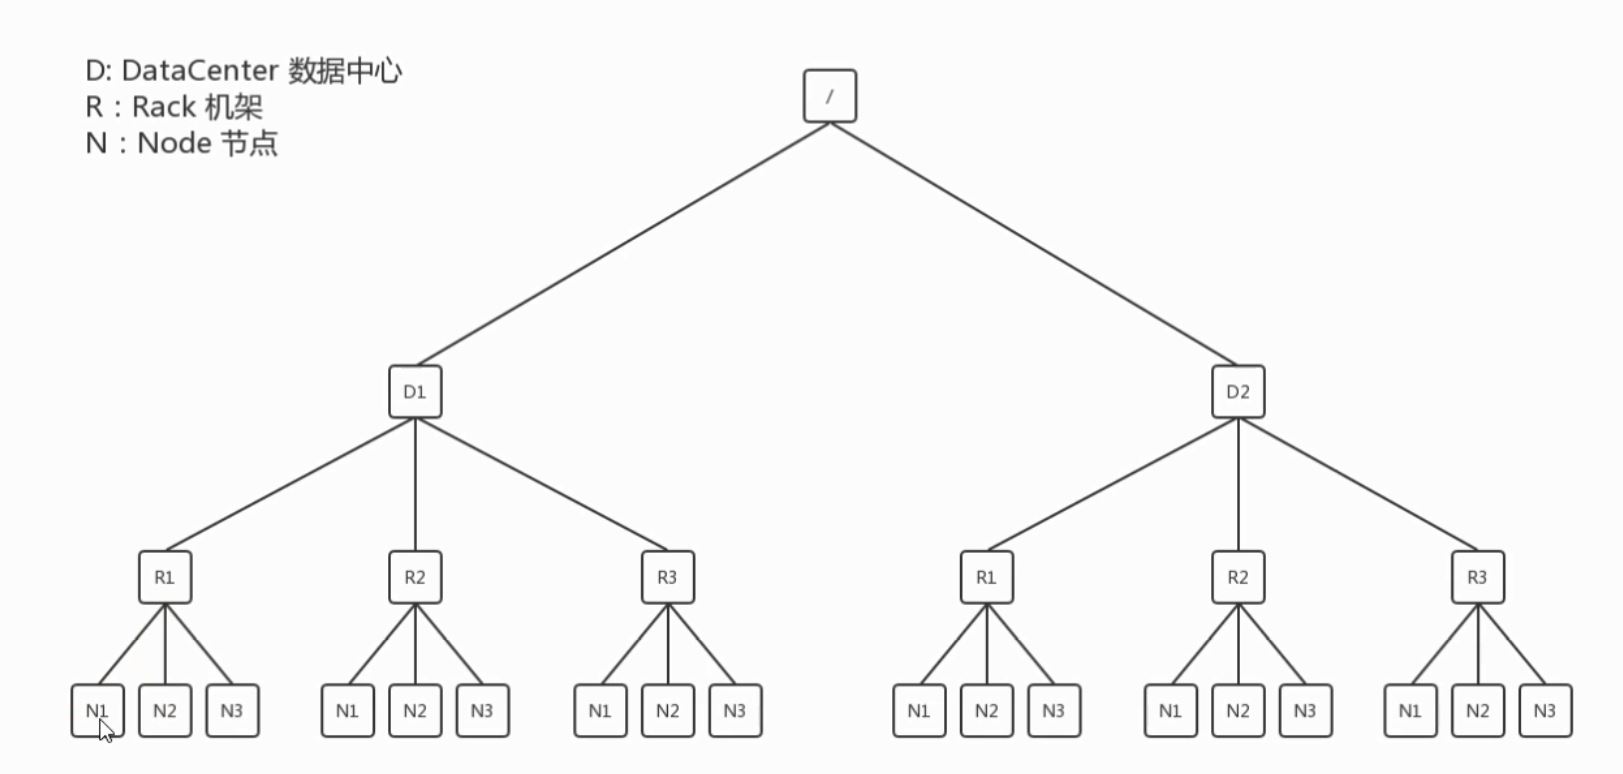 D: DataCenter 数据中心
R：Rack 机架
N：Node 节点
/
D1 D2
R1 R2 R3 R1 R2 R3
N1 N2 N3 N1 N2 N3 N1 N2 N3 N1 N2 N3 N1 N2 N3 N1 N2 N3